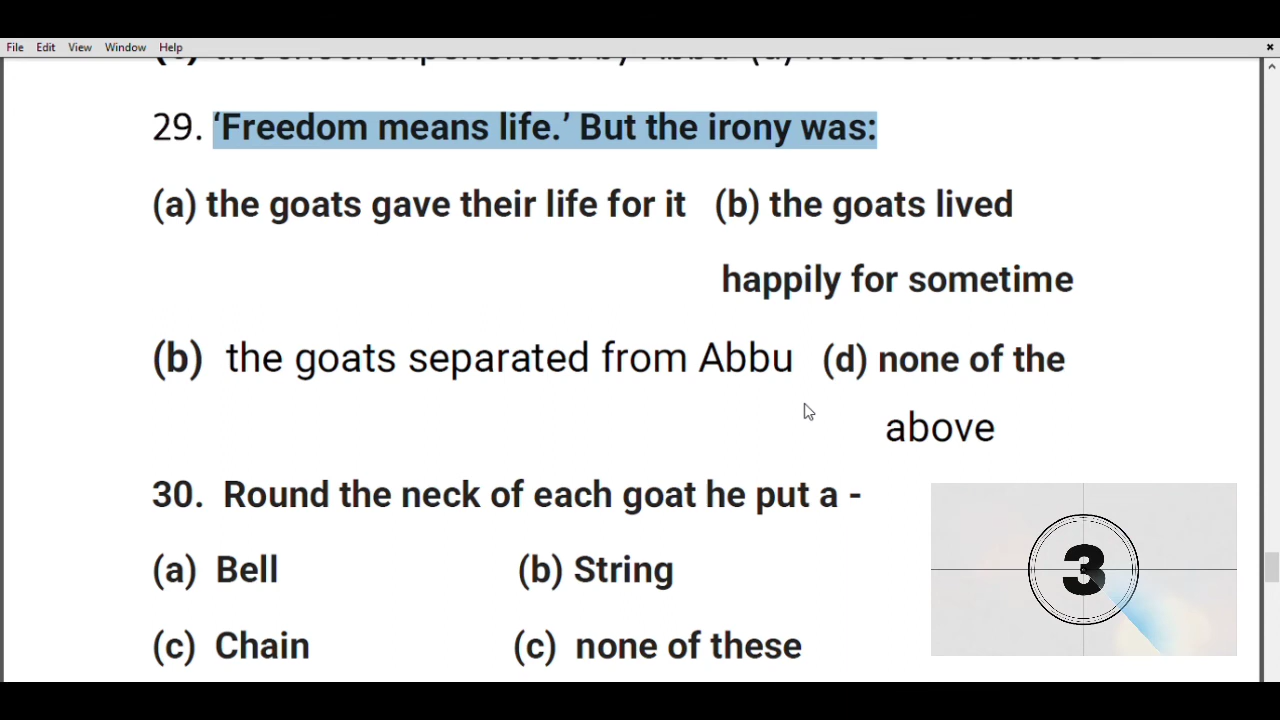 File Edit View Window Help
29. ‘Freedom means life.’ But the irony was:
(a) the goats gave their life for it (b) the goats lived
happily for sometime
(b) the goats separated from Abbu (d) none of the
above
30. Round the neck of each goat he put a -
(a) Bell (b) String
(c) Chain (c) none of these
3